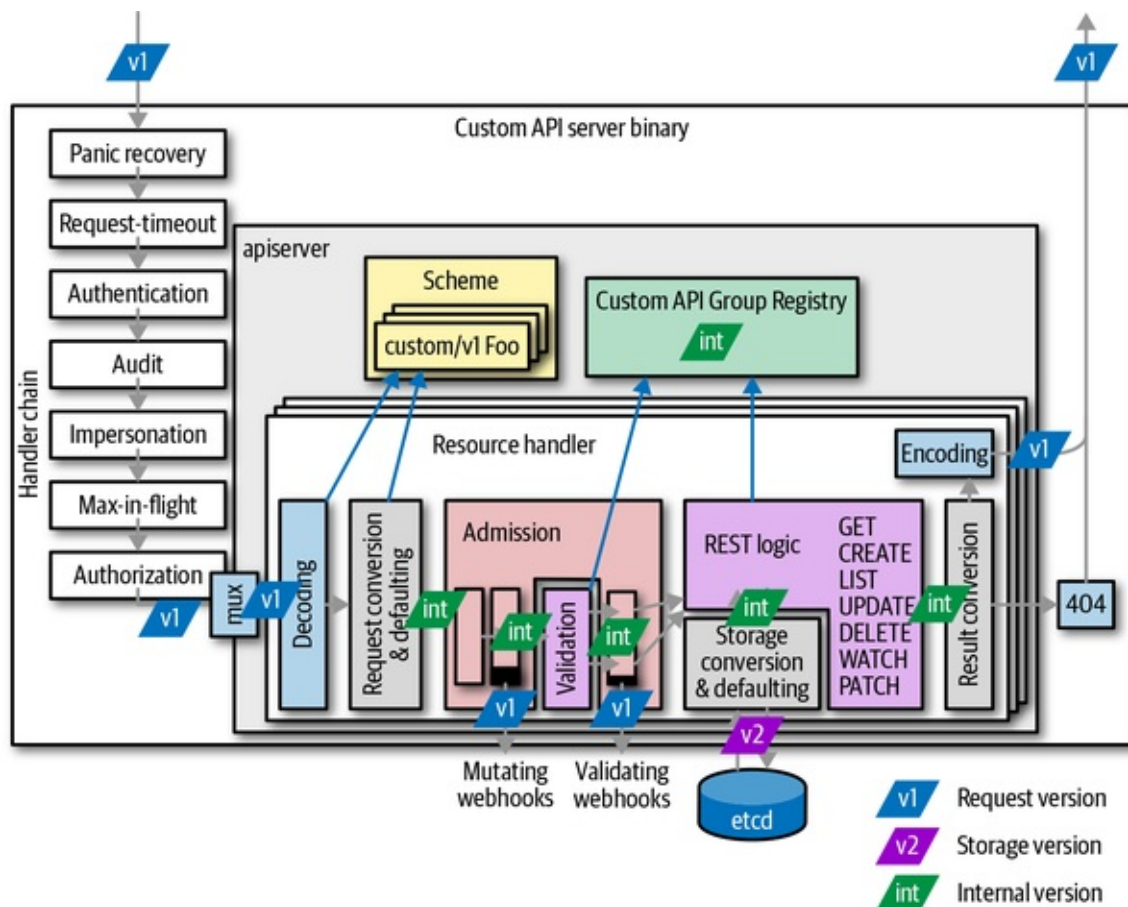 v1
v1
Custom API server binary
Handler chain
Panic recovery
Request-timeout
Authentication
Audit
Impersonation
Max-in-flight
Authorization
v1
mux
v1
apiserver
Scheme
custom/v1 Foo
Custom API Group Registry
int
Resource handler
Decoding
Request conversion
& defaulting
int
Admission
int
Validation
int
v1
v1
Mutating
webhooks
Validating
webhooks
REST logic
int
Storage
conversion
& defaulting
GET
CREATE
LIST
UPDATE
DELETE
WATCH
PATCH
int
Result conversion
Encoding
v1
404
v2
etcd
v1 Request version
v2 Storage version
int Internal version